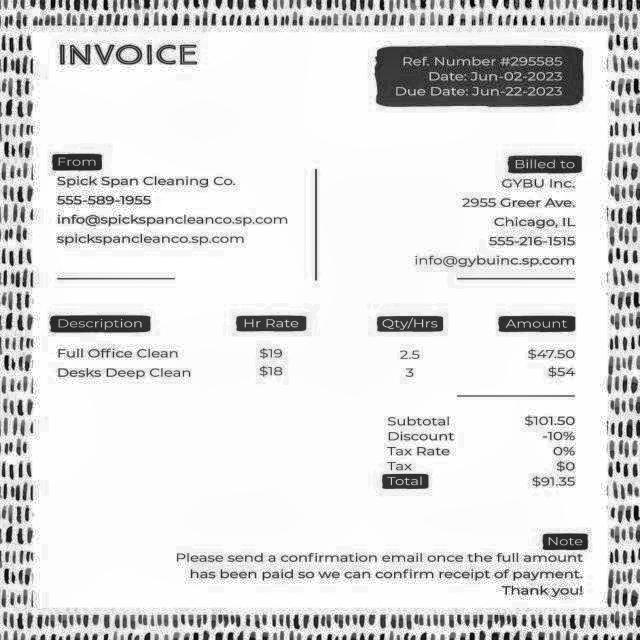 INVOICE
Ref. Number #295585
Date: Jun-02-2023
Due Date: Jun-22-2023
From
Spick Span Cleaning Co.
555-589-1955
info@spickspancleanco.sp.com
spickspancleanco.sp.com
Billed to
GYBU Inc.
2955 Greer Ave.
Chicago, IL
555-216-1515
info@gybuinc.sp.com
Description Hr Rate Qty/Hrs Amount
Full Office Clean $19 2.5 $47.50
Desks Deep Clean $18 3 $54
Subtotal $101.50
Discount -10%
Tax Rate 0%
Tax $0
Total $91.35
Note
Please send a confirmation email once the full amount
has been paid so we can confirm receipt of payment.
Thank you!